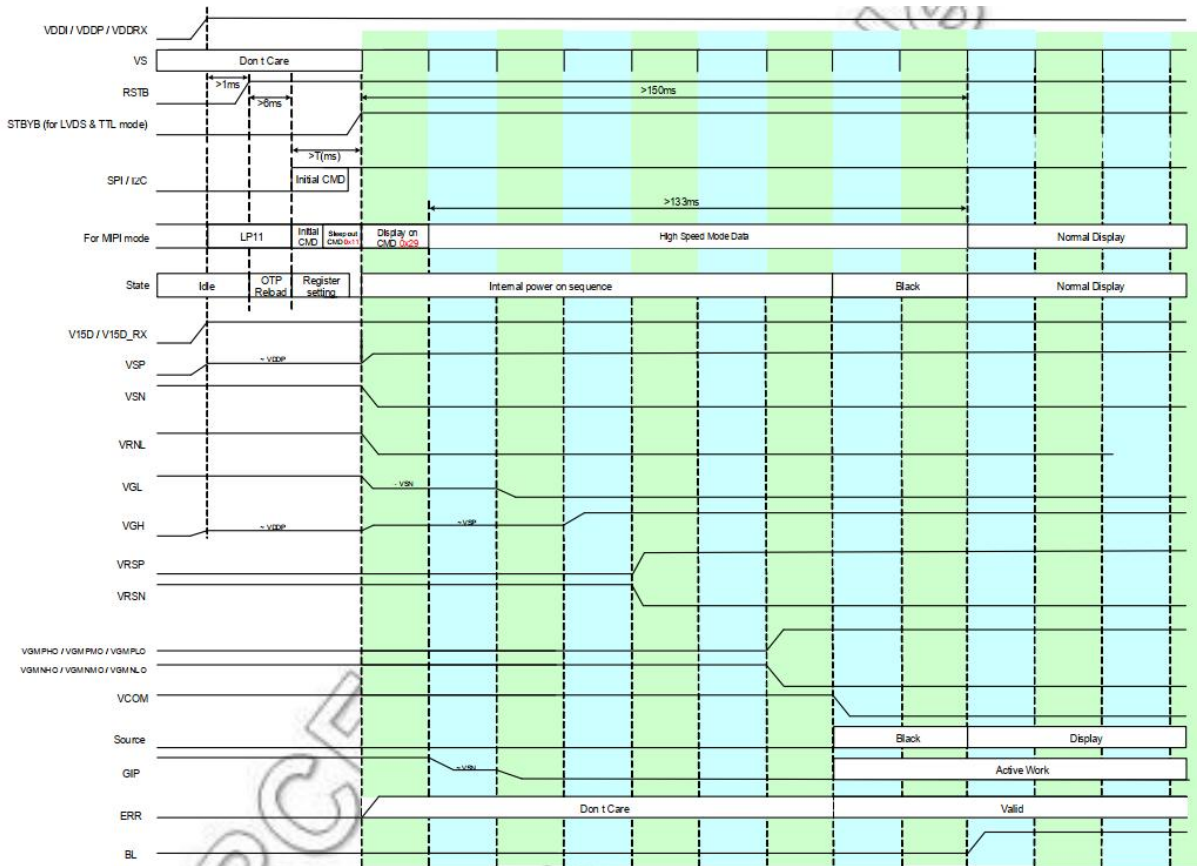 VDDI / VDDP / VDDRX
VS
Don t Care
RSTB
>1ms
>6ms
>150ms
STBYB (for LVDS & TTL mode)
>T(ms)
SPI / I2C
Initial CMD
>133ms
For MIPI mode
LP11
Initial CMD
Sleep out CMD 0x11
Display on CMD 0x29
High Speed Mode Data
Normal Display
State
Idle
OTP Reload
Register setting
Internal power on sequence
Black
Normal Display
V15D / V15D_RX
VSP
~ VDDP
VSN
VRNL
VGL
- VSN
VGH
~ VDDP
~ VSP
VRSP
VRSN
VGMPHO / VGMPMO / VGMPLO
VGMNHO / VGMNMO / VGMNLO
VCOM
Source
Black
Display
GIP
~ VSN
Active Work
ERR
Don t Care
Valid
BL